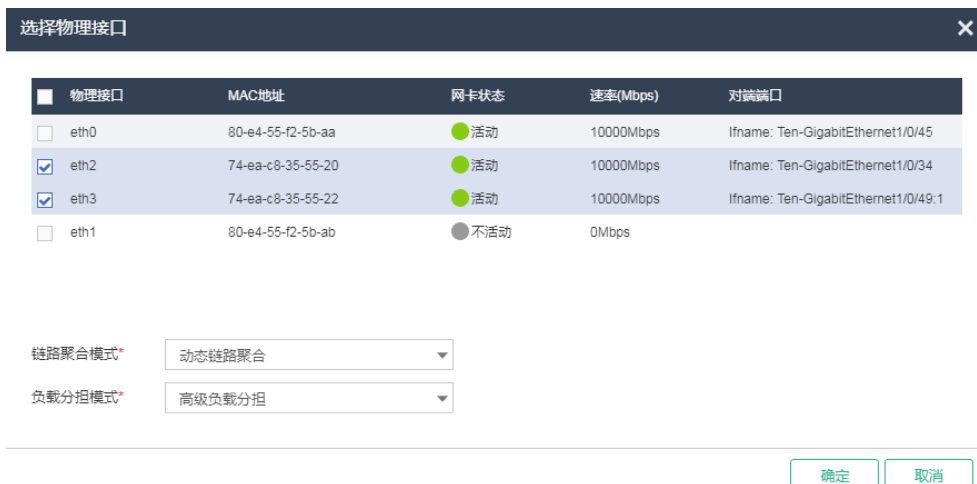 选择物理接口
物理接口 MAC地址 网卡状态 速率(Mbps) 对端端口
eth0 80-e4-55-f2-5b-aa 活动 10000Mbps Ifname: Ten-GigabitEthernet1/0/45
eth2 74-ea-c8-35-55-20 活动 10000Mbps Ifname: Ten-GigabitEthernet1/0/34
eth3 74-ea-c8-35-55-22 活动 10000Mbps Ifname: Ten-GigabitEthernet1/0/49:1
eth1 80-e4-55-f2-5b-ab 不活动 0Mbps
链路聚合模式* 动态链路聚合
负载分担模式* 高级负载分担
确定 取消